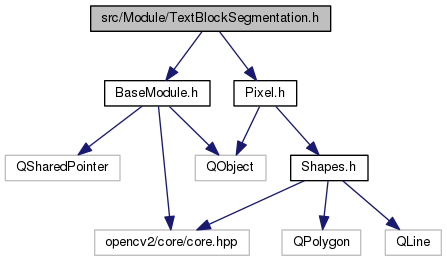 src/Module/TextBlockSegmentation.h
BaseModule.h
Pixel.h
QSharedPointer
QObject
Shapes.h
opencv2/core/core.hpp
QPolygon
QLine